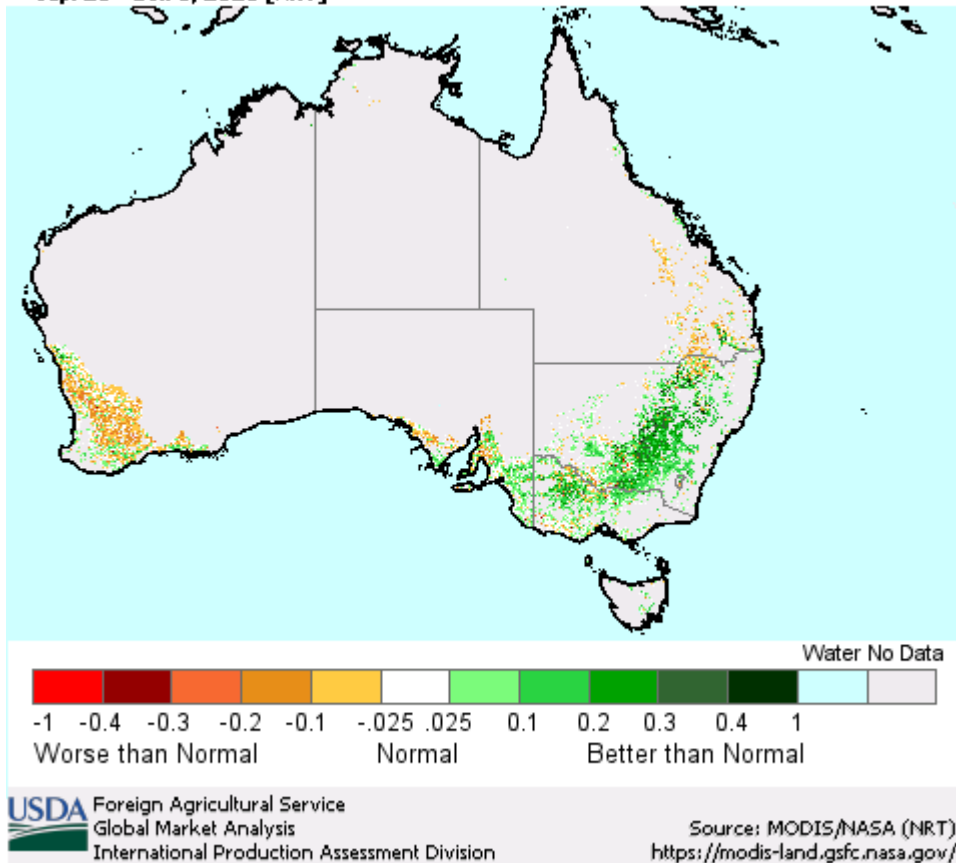 Water No Data
-1 -0.4 -0.3 -0.2 -0.1 -.025 .025 0.1 0.2 0.3 0.4 1
Worse than Normal Normal Better than Normal
USDA Foreign Agricultural Service
Global Market Analysis
International Production Assessment Division
Source: MODIS/NASA (NRT)
https://modis-land.gsfc.nasa.gov/